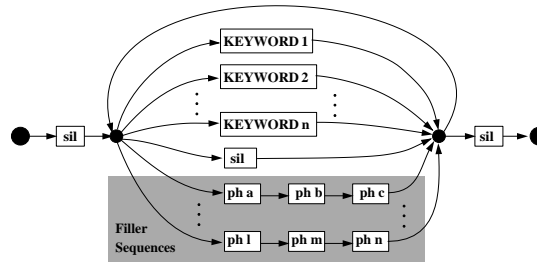 KEYWORD 1
KEYWORD 2
KEYWORD n
sil
sil
sil
ph a ph b ph c
Filler
Sequences
ph l ph m ph n